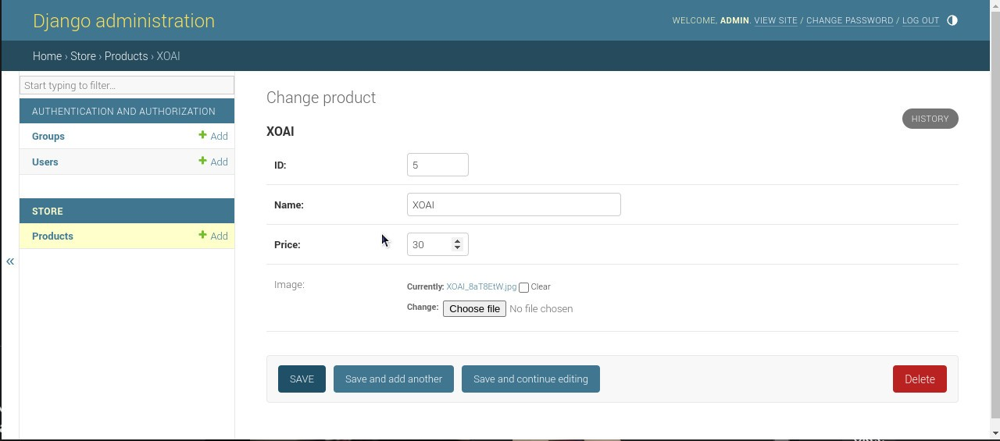 Django administration
WELCOME, ADMIN. VIEW SITE / CHANGE PASSWORD / LOG OUT
Home › Store › Products › XOAI
Start typing to filter...
AUTHENTICATION AND AUTHORIZATION
Groups + Add
Users + Add
STORE
Products + Add
«
Change product
HISTORY
XOAI
ID: 5
Name: XOAI
Price: 30
Image: Currently: XOAI_8aT8EtW.jpg Clear
Change: Choose file No file chosen
SAVE Save and add another Save and continue editing Delete